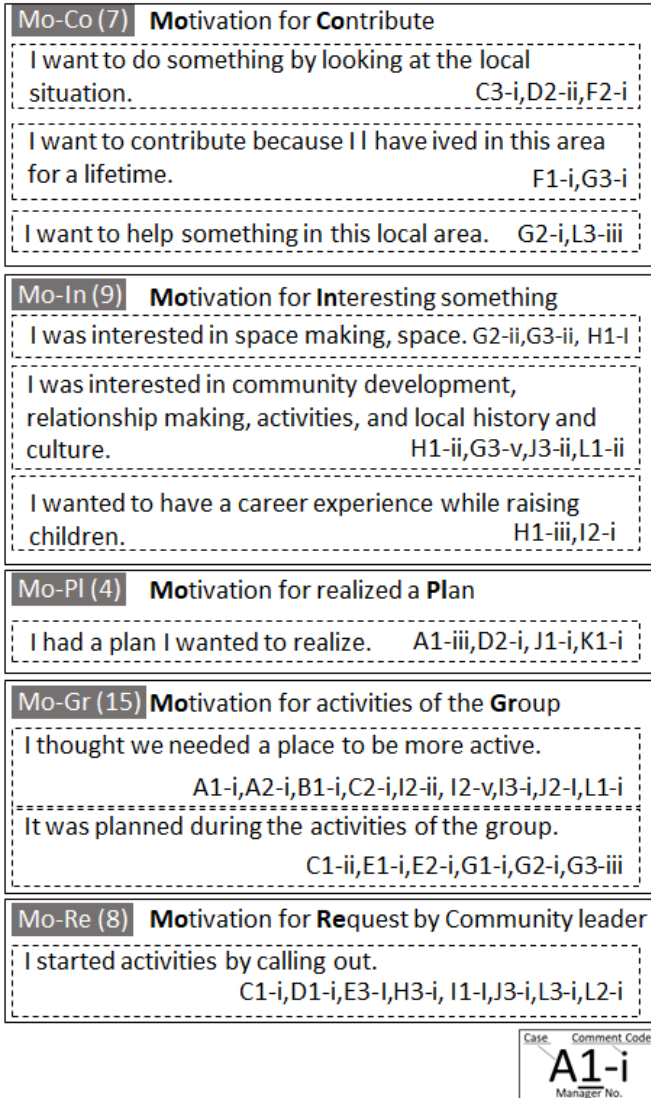 Mo-Co (7) Motivation for Contribute
I want to do something by looking at the local
situation. C3-i,D2-ii,F2-i
I want to contribute because I l have ived in this area
for a lifetime. F1-i,G3-i
I want to help something in this local area. G2-i,L3-iii
Mo-In (9) Motivation for Interesting something
I was interested in space making, space. G2-ii,G3-ii, H1-I
I was interested in community development,
relationship making, activities, and local history and
culture. H1-ii,G3-v,J3-ii,L1-ii
I wanted to have a career experience while raising
children. H1-iii,I2-i
Mo-Pl (4) Motivation for realized a Plan
I had a plan I wanted to realize. A1-iii,D2-i, J1-i,K1-i
Mo-Gr (15) Motivation for activities of the Group
I thought we needed a place to be more active.
A1-i,A2-i,B1-i,C2-i,I2-ii, I2-v,I3-i,J2-I,L1-i
It was planned during the activities of the group.
C1-ii,E1-i,E2-i,G1-i,G2-i,G3-iii
Mo-Re (8) Motivation for Request by Community leader
I started activities by calling out.
C1-i,D1-i,E3-I,H3-i, I1-I,J3-i,L3-i,L2-i
Case Comment Code
A1-i
Manager No.